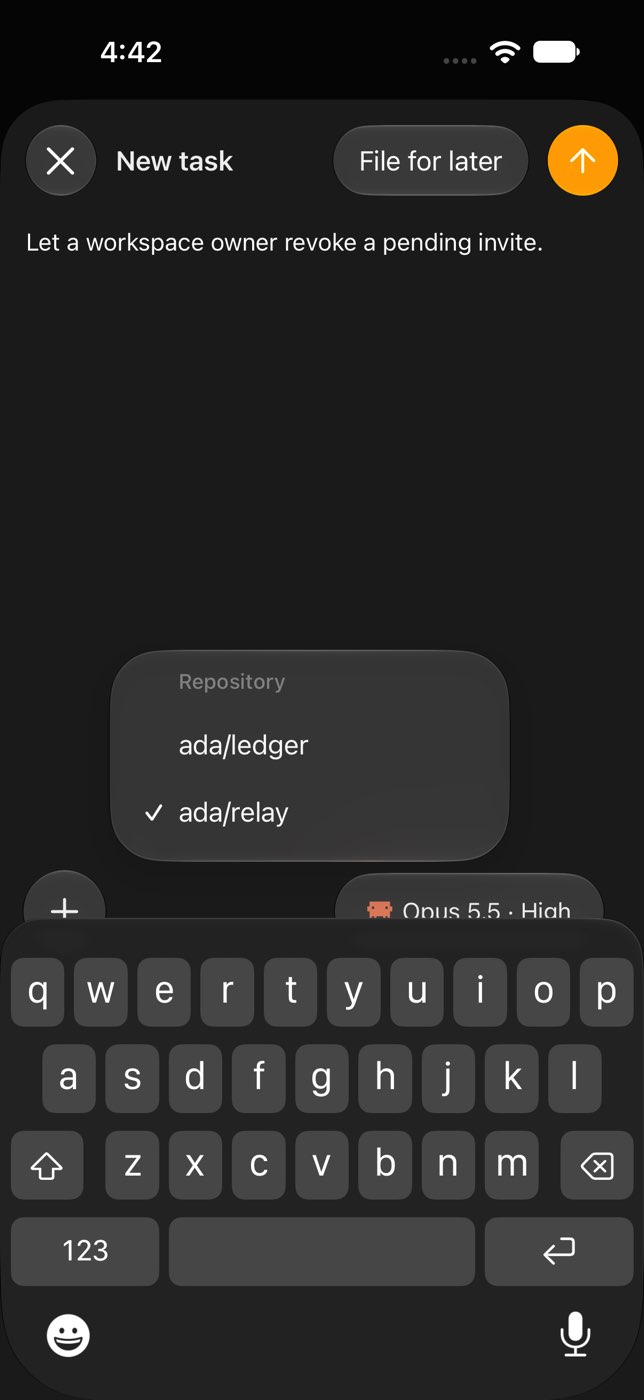 4:42
New task
File for later
Let a workspace owner revoke a pending invite.
Repository
ada/ledger
ada/relay
Opus 5.5 · High
q w e r t y u i o p
a s d f g h j k l
z x c v b n m
123